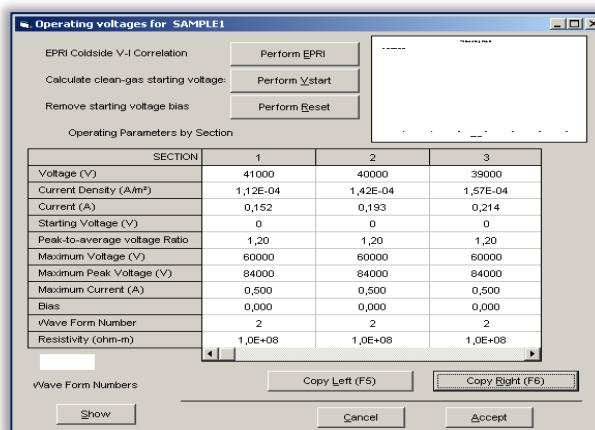 Operating voltages for SAMPLE1
EPRI Coldside V-I Correlation
Perform EPRI
Calculate clean-gas starting voltage:
Perform Vstart
Remove starting voltage bias
Perform Reset
Operating Parameters by Section
SECTION 1 2 3
Voltage (V) 41000 40000 39000
Current Density (A/m²) 1,12E-04 1,42E-04 1,57E-04
Current (A) 0,152 0,193 0,214
Starting Voltage (V) 0 0 0
Peak-to-average voltage Ratio 1,20 1,20 1,20
Maximum Voltage (V) 60000 60000 60000
Maximum Peak Voltage (V) 84000 84000 84000
Maximum Current (A) 0,500 0,500 0,500
Bias 0,000 0,000 0,000
Wave Form Number 2 2 2
Resistivity (ohm-m) 1,0E+08 1,0E+08 1,0E+08
Wave Form Numbers
Copy Left (F5)
Copy Right (F6)
Show
Cancel
Accept